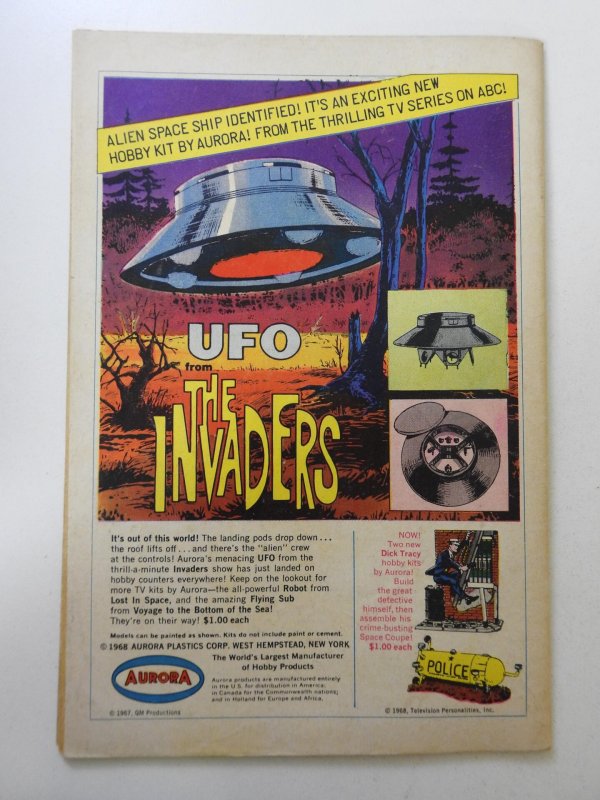 ALIEN SPACE SHIP IDENTIFIED! IT'S AN EXCITING NEW
HOBBY KIT BY AURORA! FROM THE THRILLING TV SERIES ON ABC!
UFO
from
THE
INVADERS
It's out of this world! The landing pods drop down...
the roof lifts off...and there's the "alien" crew
at the controls! Aurora's menacing UFO from the
thrill-a-minute Invaders show has just landed on
hobby counters everywhere! Keep on the lookout for
more TV kits by Aurora—the all-powerful Robot from
Lost In Space, and the amazing Flying Sub
from Voyage to the Bottom of the Sea!
They're on their way! $1.00 each
Models can be painted as shown. Kits do not include paint or cement.
© 1968 AURORA PLASTICS CORP. WEST HEMPSTEAD, NEW YORK
AURORA
The World's Largest Manufacturer
of Hobby Products
Aurora products are manufactured entirely
in the U.S. for distribution in America;
in Canada for the Commonwealth nations;
and in Holland for Europe and Africa.
© 1967, QM Productions
NOW!
Two new
Dick Tracy
hobby kits
by Aurora!
Build
the great
detective
himself, then
assemble his
crime-busting
Space Coupe!
$1.00 each
POLICE
© 1968, Television Personalities, Inc.